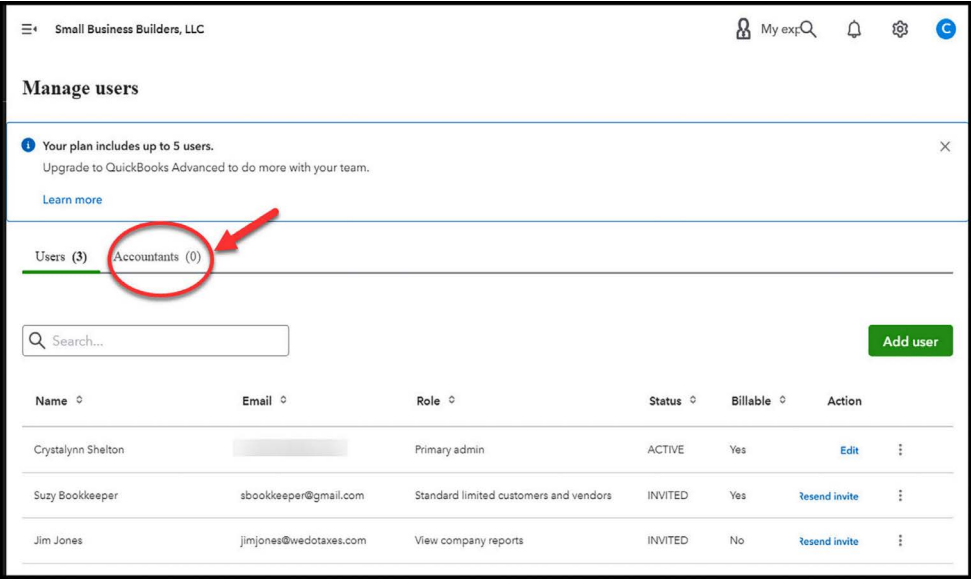 Small Business Builders, LLC
My exp
C
Manage users
Your plan includes up to 5 users.
Upgrade to QuickBooks Advanced to do more with your team.
Learn more
Users (3) Accountants (0)
Search...
Add user
Name Email Role Status Billable Action
Crystalynn Shelton Primary admin ACTIVE Yes Edit
Suzy Bookkeeper sbookkeeper@gmail.com Standard limited customers and vendors INVITED Yes Resend invite
Jim Jones jimjones@wedotaxes.com View company reports INVITED No Resend invite